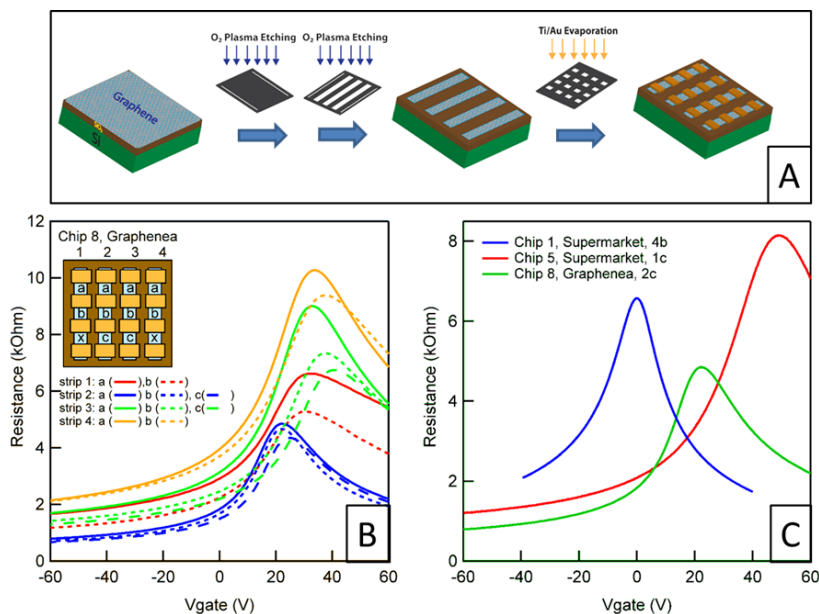 O₂ Plasma Etching
O₂ Plasma Etching
Ti/Au Evaporation
Graphene
Si
A
12
10
8
6
4
2
0
Resistance (kOhm)
Chip 8, Graphenea
1 2 3 4
a a a a
b b b b
x c c x
strip 1: a ( ),b ( )
strip 2: a ( ) b ( ), c( )
strip 3: a ( ) b ( ), c( )
strip 4: a ( ) b ( )
B
-60 -40 -20 0 20 40 60
Vgate (V)
8
6
4
2
0
Resistance (kOhm)
Chip 1, Supermarket, 4b
Chip 5, Supermarket, 1c
Chip 8, Graphenea, 2c
C
-60 -40 -20 0 20 40 60
Vgate (V)